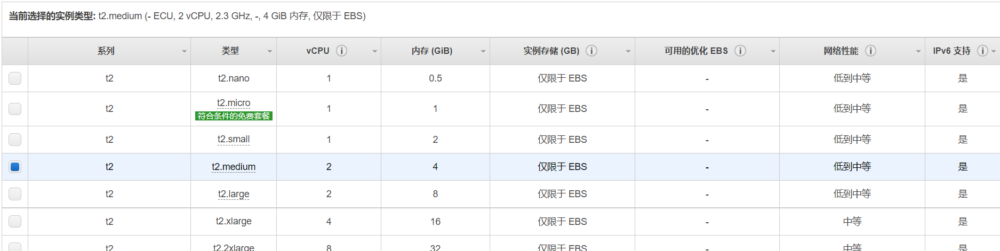 当前选择的实例类型: t2.medium (- ECU, 2 vCPU, 2.3 GHz, -, 4 GiB 内存, 仅限于 EBS)
系列 类型 vCPU 内存 (GiB) 实例存储 (GB) 可用的优化 EBS 网络性能 IPv6 支持
t2 t2.nano 1 0.5 仅限于 EBS - 低到中等 是
t2 t2.micro 1 1 仅限于 EBS - 低到中等 是
符合条件的免费套餐
t2 t2.small 1 2 仅限于 EBS - 低到中等 是
t2 t2.medium 2 4 仅限于 EBS - 低到中等 是
t2 t2.large 2 8 仅限于 EBS - 低到中等 是
t2 t2.xlarge 4 16 仅限于 EBS - 中等 是
t2 t2.2xlarge 8 32 仅限于 EBS - 中等 是